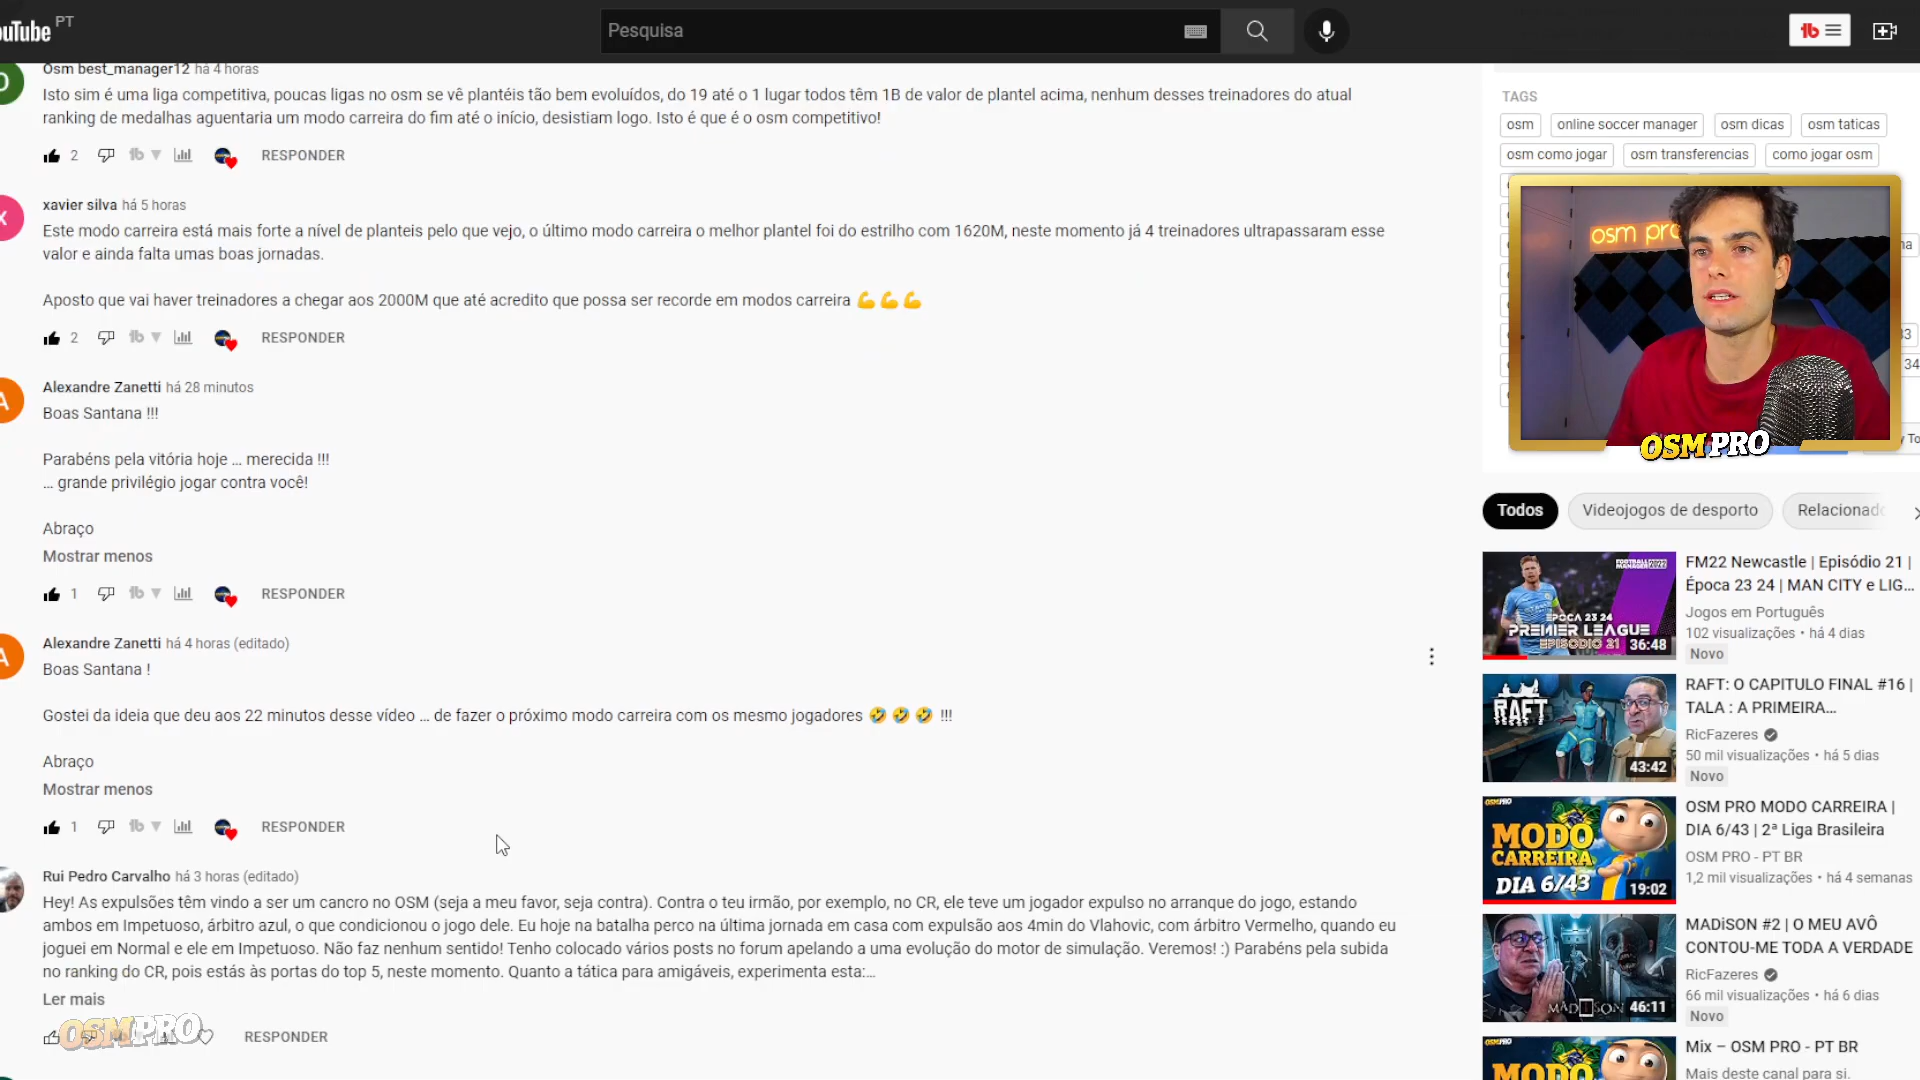 ouTube PT
Pesquisa
Osm best_manager12 há 4 horas
Isto sim é uma liga competitiva, poucas ligas no osm se vê plantéis tão bem evoluídos, do 19 até o 1 lugar todos têm 1B de valor de plantel acima, nenhum desses treinadores do atual
ranking de medalhas aguentaria um modo carreira do fim até o início, desistiam logo. Isto é que é o osm competitivo!
2 RESPONDER
xavier silva há 5 horas
Este modo carreira está mais forte a nível de planteis pelo que vejo, o último modo carreira o melhor plantel foi do estrilho com 1620M, neste momento já 4 treinadores ultrapassaram esse
valor e ainda falta umas boas jornadas.
Aposto que vai haver treinadores a chegar aos 2000M que até acredito que possa ser recorde em modos carreira 💪💪💪
2 RESPONDER
Alexandre Zanetti há 28 minutos
Boas Santana !!!
Parabéns pela vitória hoje ... merecida !!!
... grande privilégio jogar contra você!
Abraço
Mostrar menos
1 RESPONDER
Alexandre Zanetti há 4 horas (editado)
Boas Santana !
Gostei da ideia que deu aos 22 minutos desse vídeo ... de fazer o próximo modo carreira com os mesmo jogadores 🤣🤣🤣 !!!
Abraço
Mostrar menos
1 RESPONDER
Rui Pedro Carvalho há 3 horas (editado)
Hey! As expulsões têm vindo a ser um cancro no OSM (seja a meu favor, seja contra). Contra o teu irmão, por exemplo, no CR, ele teve um jogador expulso no arranque do jogo, estando
ambos em Impetuoso, árbitro azul, o que condicionou o jogo dele. Eu hoje na batalha perco na última jornada em casa com expulsão aos 4min do Vlahovic, com árbitro Vermelho, quando eu
joguei em Normal e ele em Impetuoso. Não faz nenhum sentido! Tenho colocado vários posts no forum apelando a uma evolução do motor de simulação. Veremos! :) Parabéns pela subida
no ranking do CR, pois estás às portas do top 5, neste momento. Quanto a tática para amigáveis, experimenta esta:...
Ler mais
RESPONDER
OSM PRO
TAGS
osm
online soccer manager
osm dicas
osm taticas
osm como jogar
osm transferencias
como jogar osm
osm pro
OSM PRO
Todos
Videojogos de desporto
Relacionado
FM22 Newcastle | Episódio 21 |
Época 23 24 | MAN CITY e LIG...
Jogos em Português
102 visualizações • há 4 dias
Novo
FOOTBALL MANAGER 2022
EPOCA 23 24
PREMIER LEAGUE
EPISODIO 21
36:48
RAFT: O CAPITULO FINAL #16 |
TALA : A PRIMEIRA...
RicFazeres
50 mil visualizações • há 5 dias
Novo
RAFT
43:42
OSM PRO MODO CARREIRA |
DIA 6/43 | 2ª Liga Brasileira
OSM PRO - PT BR
1,2 mil visualizações • há 4 semanas
OSM PRO
MODO
CARREIRA
DIA 6/43
19:02
MADiSON #2 | O MEU AVÔ
CONTOU-ME TODA A VERDADE
RicFazeres
66 mil visualizações • há 6 dias
Novo
MADISON
46:11
Mix – OSM PRO - PT BR
Mais deste canal para si.
OSM PRO
MODO